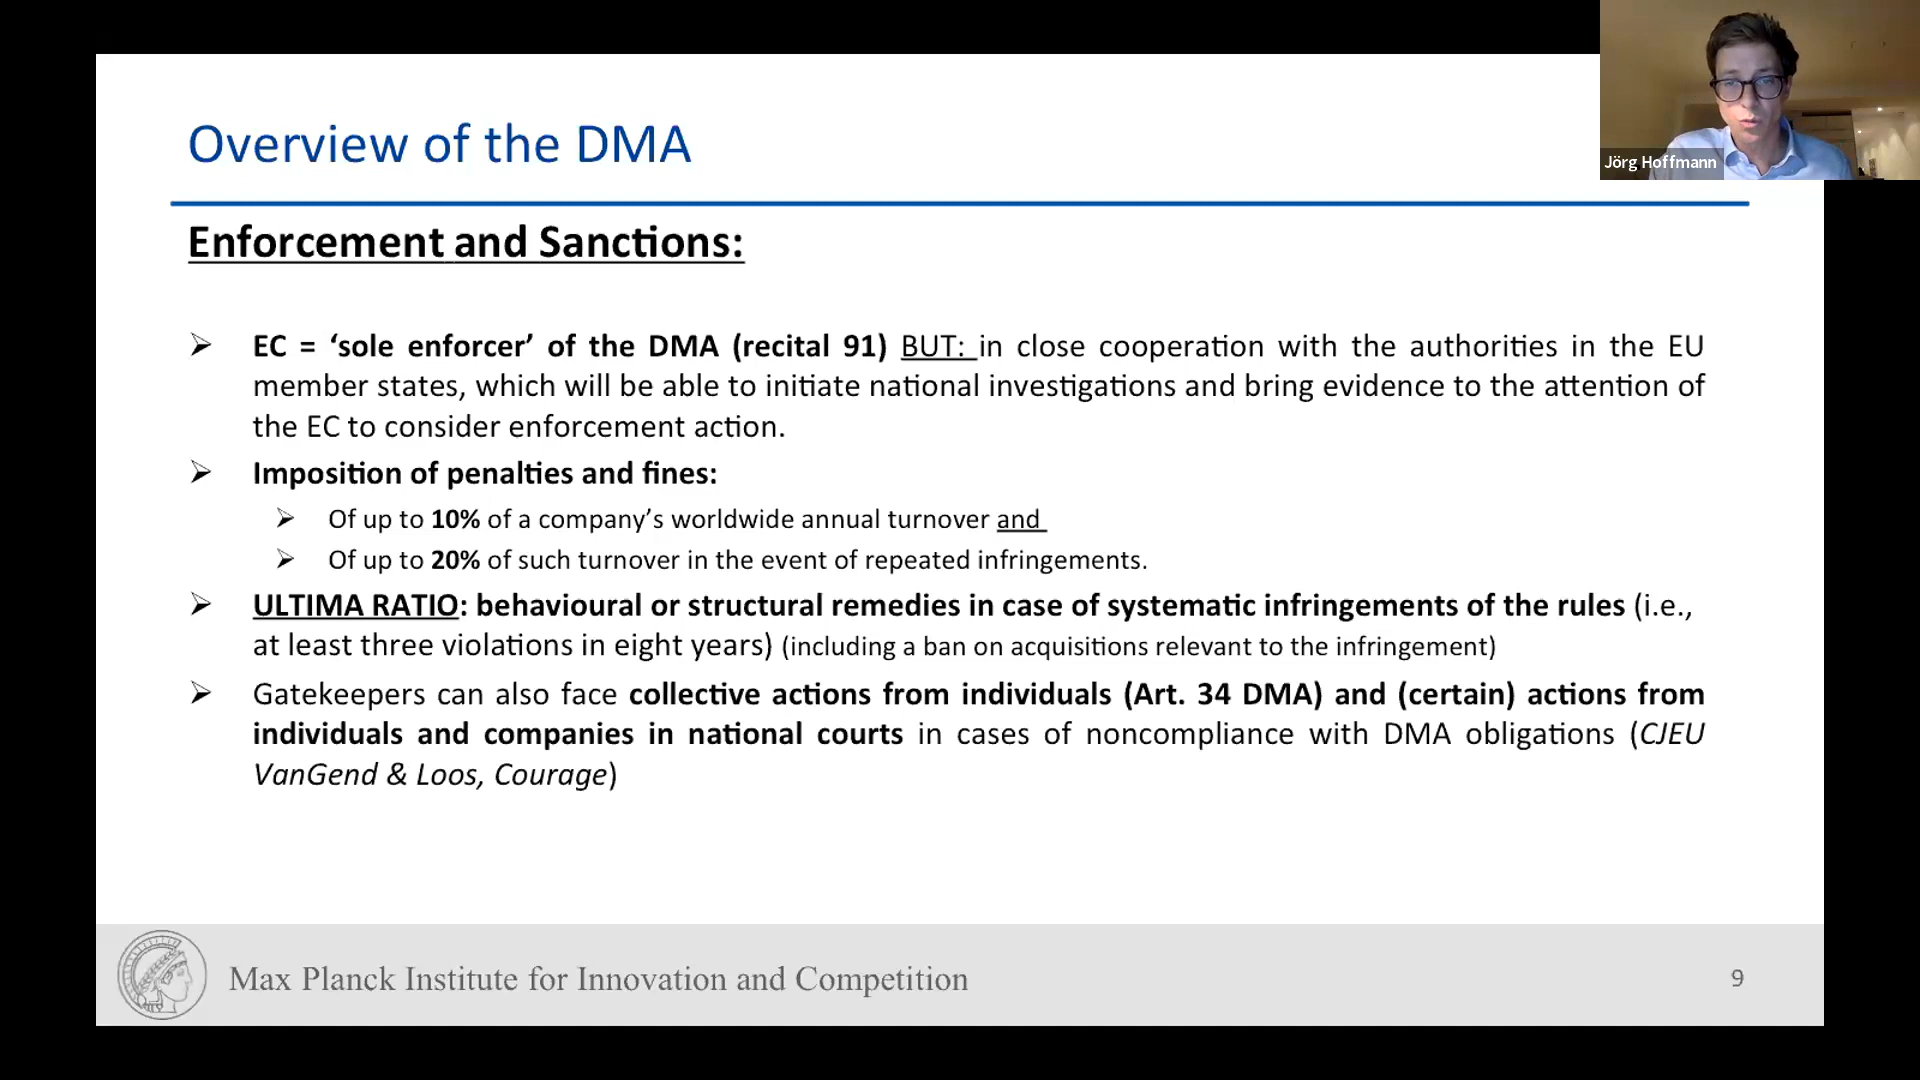 Jörg Hoffmann
Overview of the DMA
Enforcement and Sanctions:
EC = ‘sole enforcer’ of the DMA (recital 91) BUT: in close cooperation with the authorities in the EU
member states, which will be able to initiate national investigations and bring evidence to the attention of
the EC to consider enforcement action.
Imposition of penalties and fines:
Of up to 10% of a company’s worldwide annual turnover and
Of up to 20% of such turnover in the event of repeated infringements.
ULTIMA RATIO: behavioural or structural remedies in case of systematic infringements of the rules (i.e.,
at least three violations in eight years) (including a ban on acquisitions relevant to the infringement)
Gatekeepers can also face collective actions from individuals (Art. 34 DMA) and (certain) actions from
individuals and companies in national courts in cases of noncompliance with DMA obligations (CJEU
VanGend & Loos, Courage)
Max Planck Institute for Innovation and Competition
9